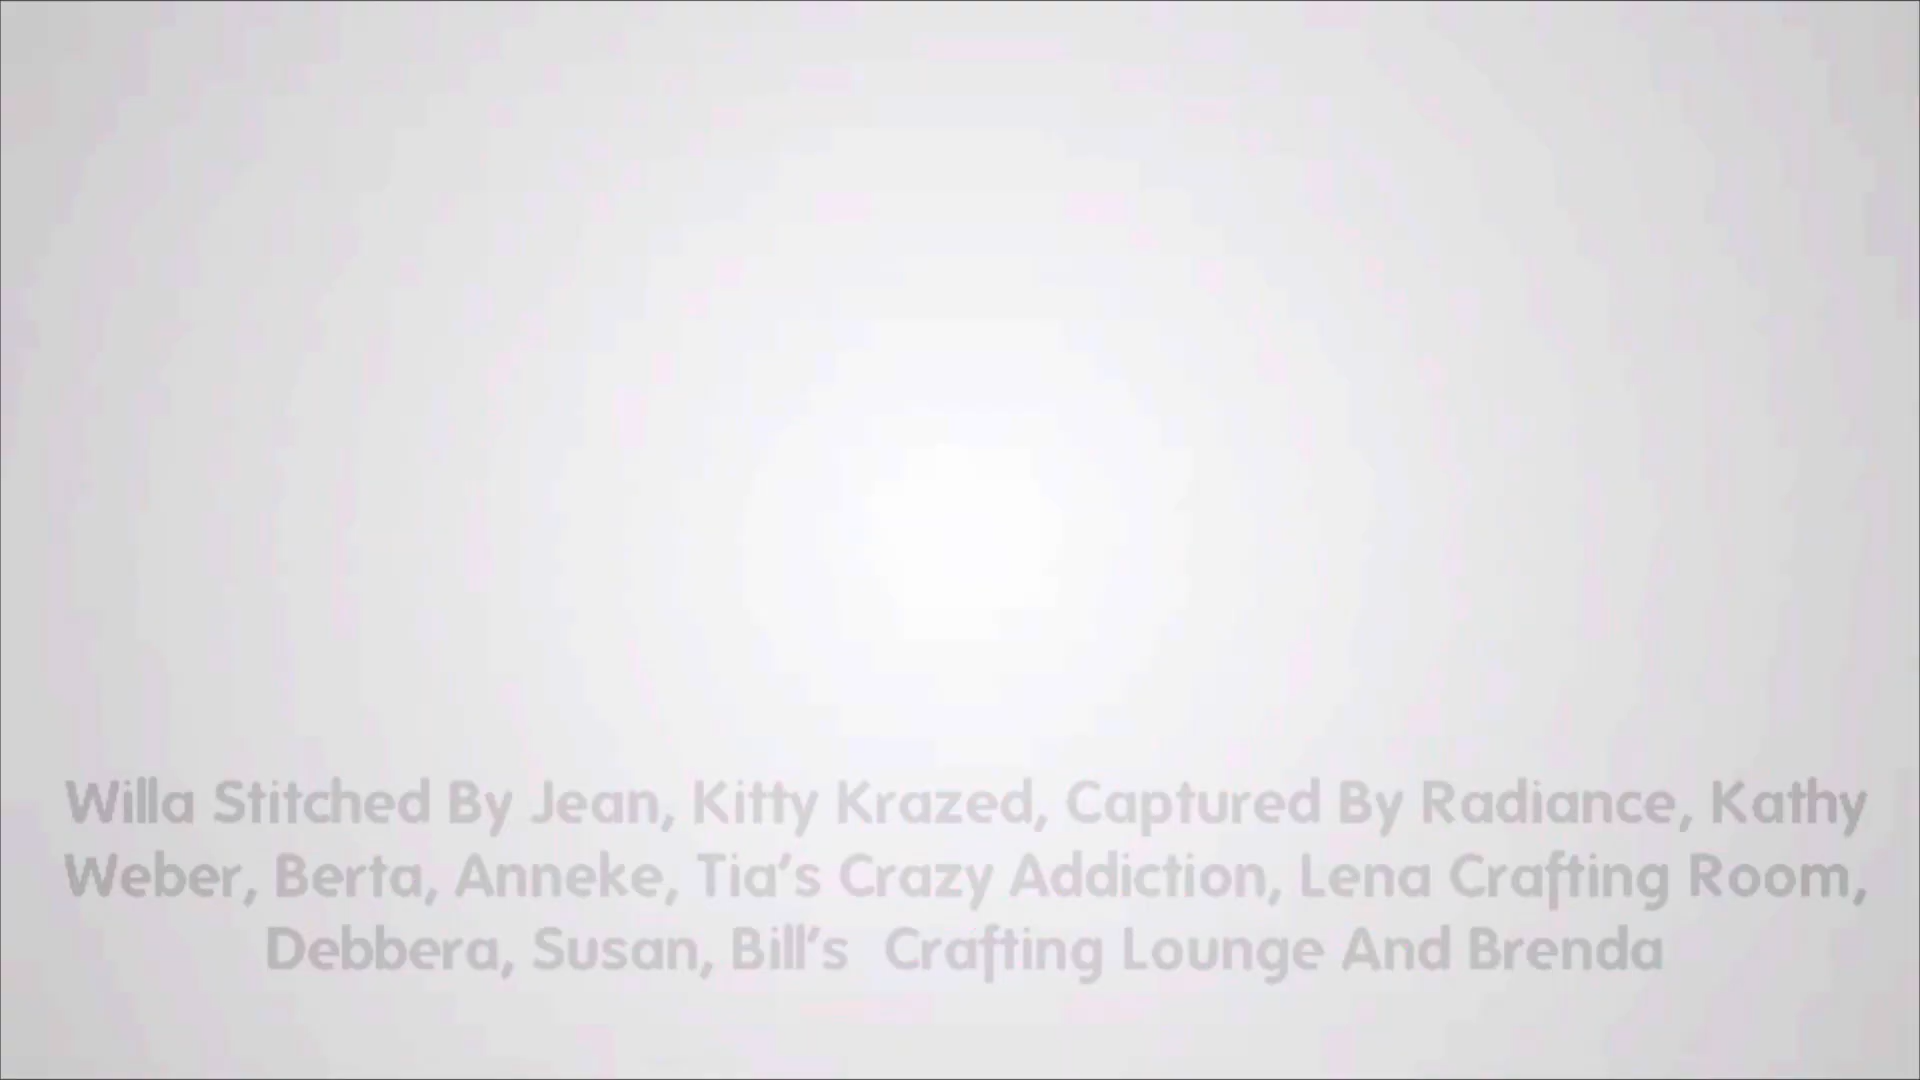 Willa Stitched By Jean, Kitty Krazed, Captured By Radiance, Kathy
Weber, Berta, Anneke, Tia's Crazy Addiction, Lena Crafting Room,
Debbera, Susan, Bill's  Crafting Lounge And Brenda